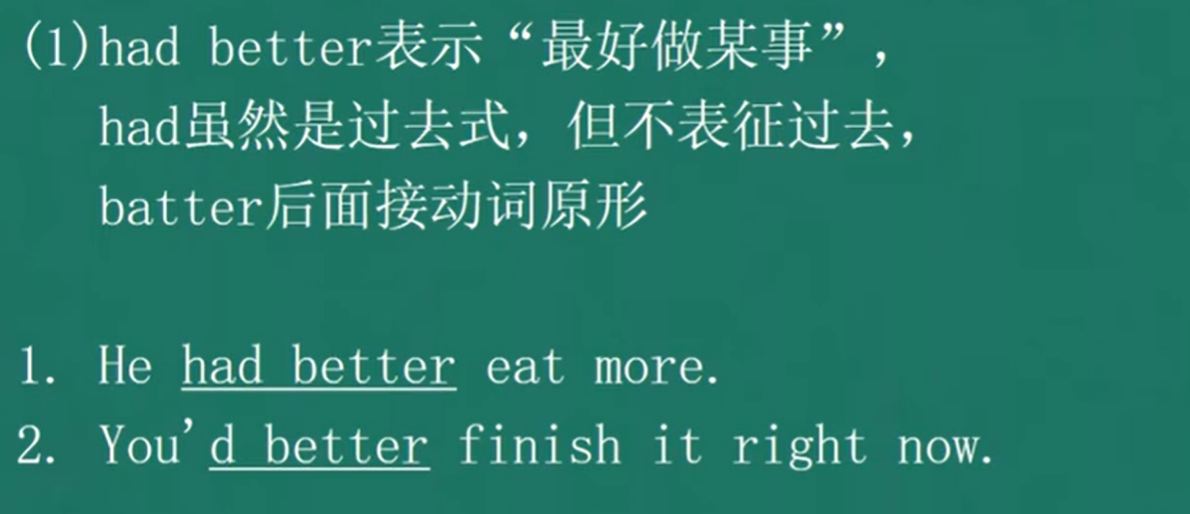 (1)had better表示“最好做某事”，
had虽然是过去式，但不表征过去，
batter后面接动词原形
1. He had better eat more.
2. You'd better finish it right now.